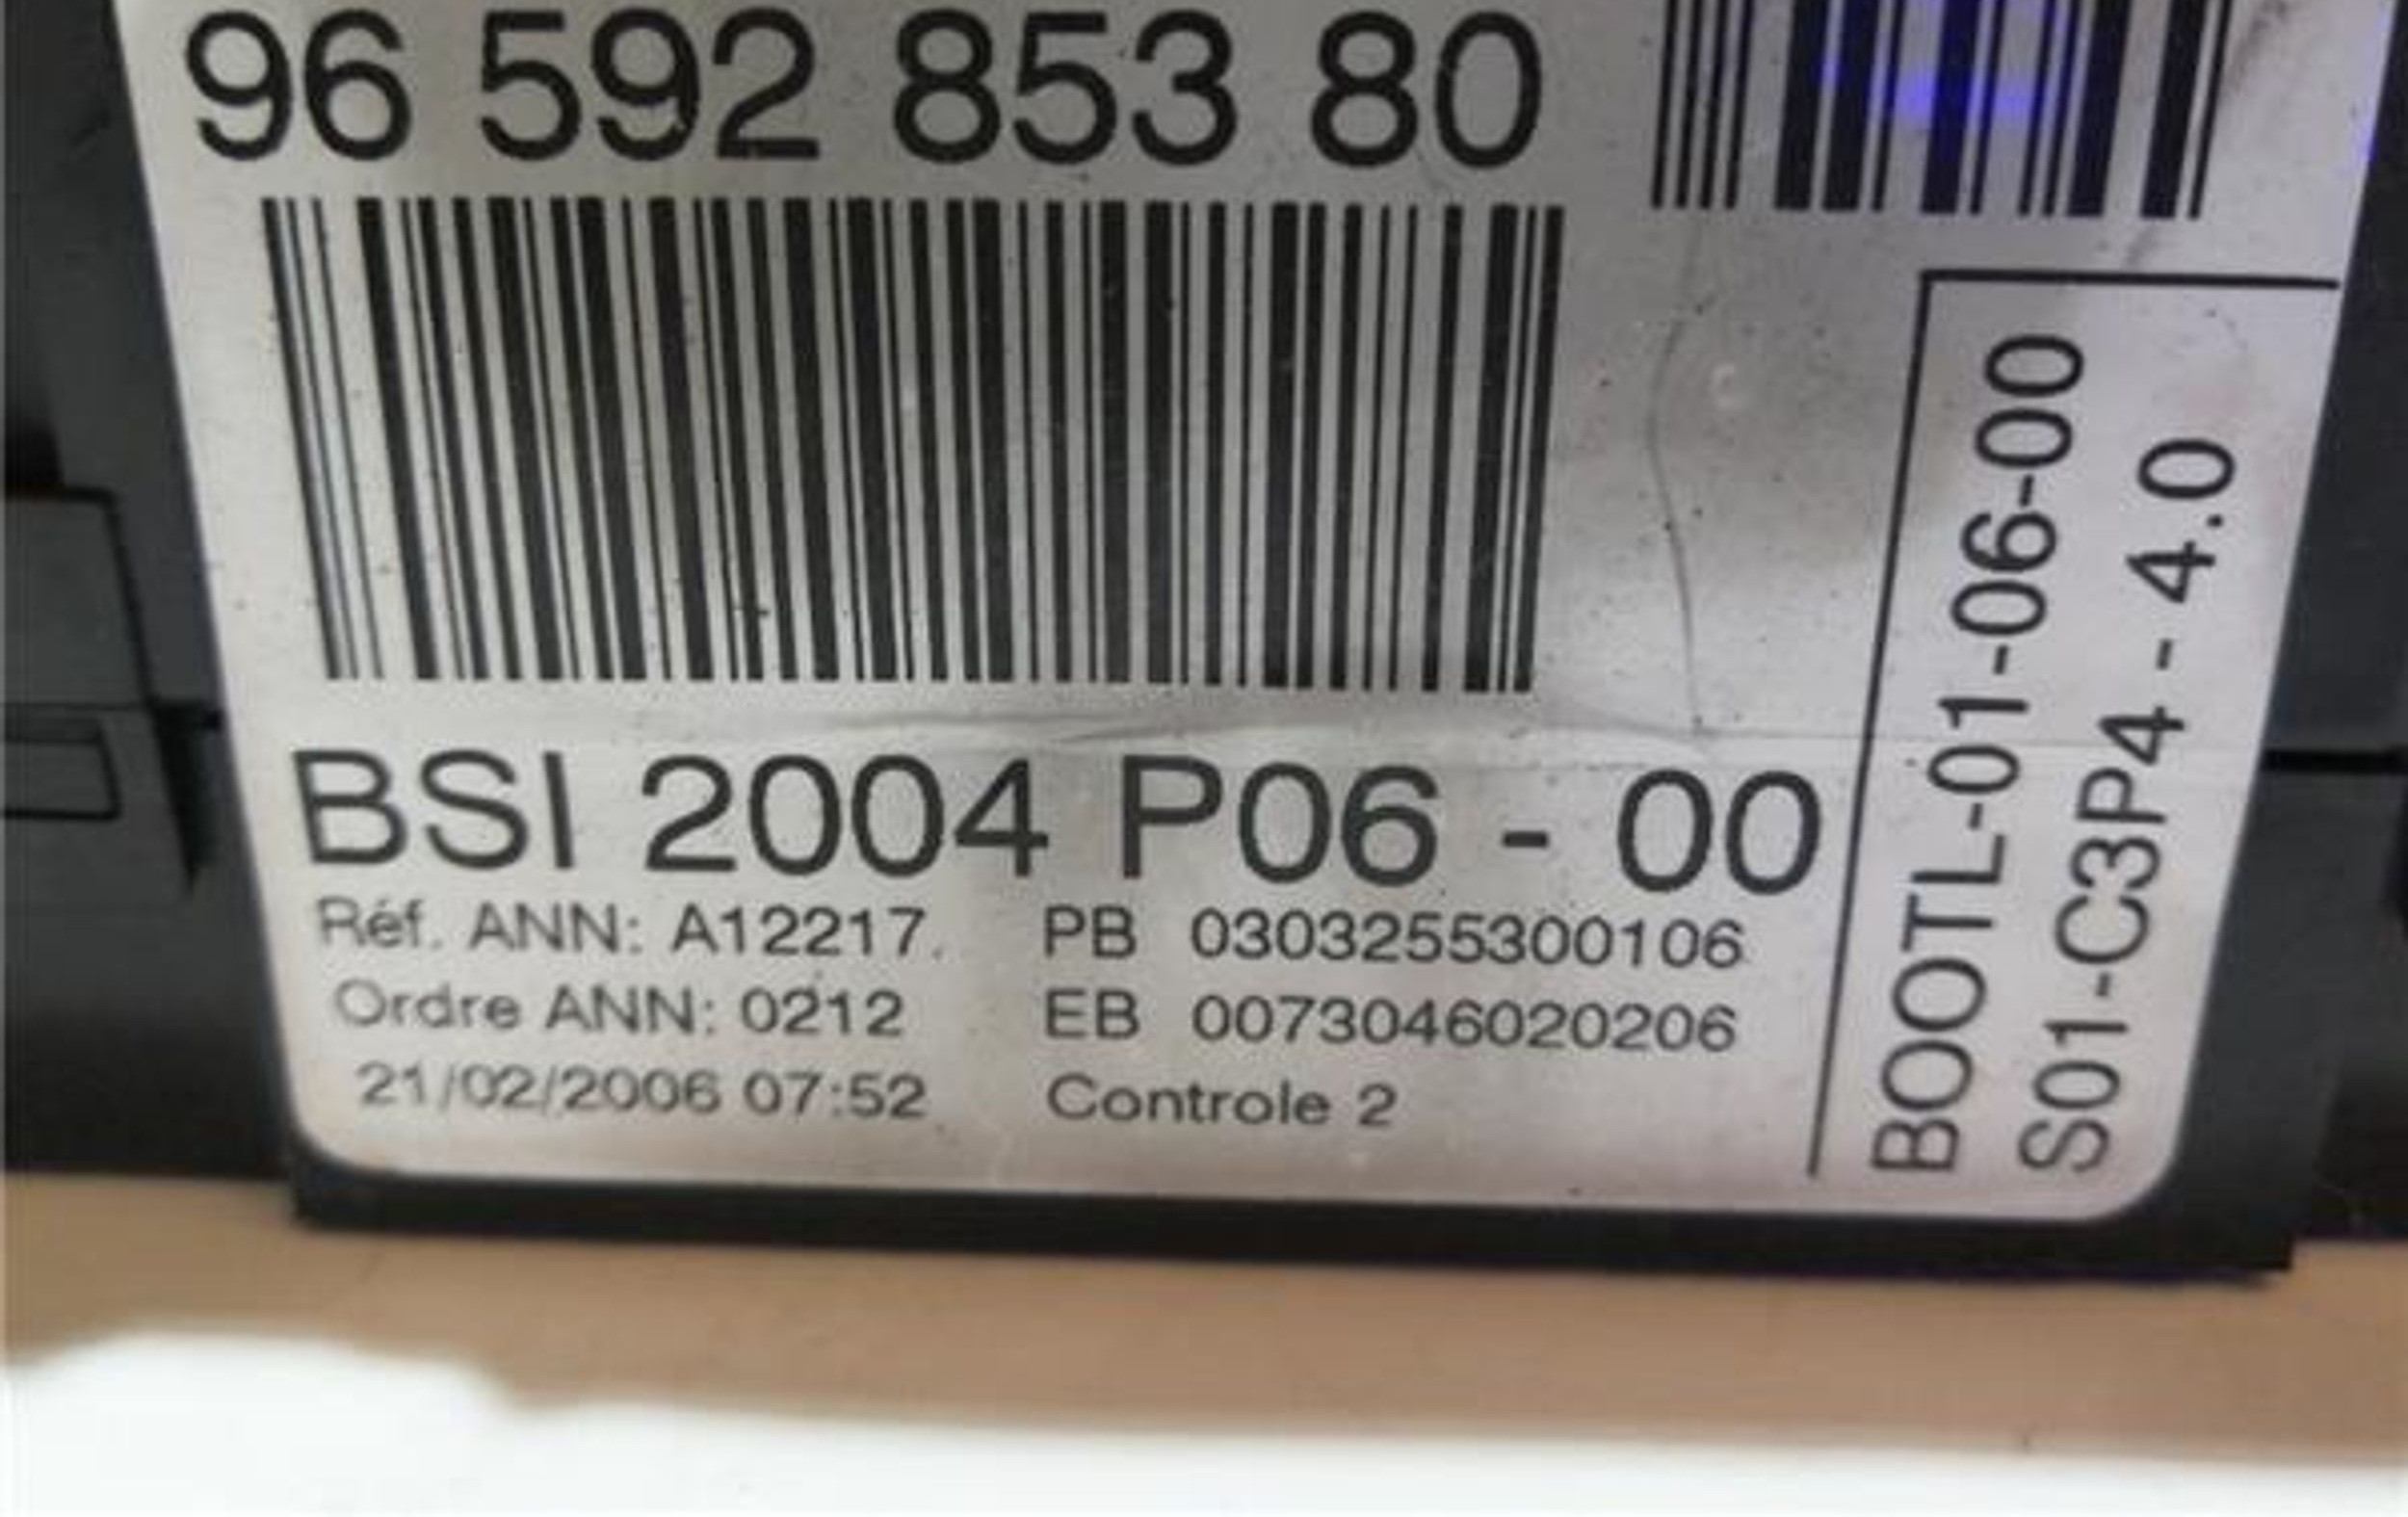 96 592 853 80
BSI 2004 P06 - 00
Réf. ANN: A12217.
Ordre ANN: 0212
21/02/2006 07:52
PB 0303255300106
EB 0073046020206
Controle 2
BOOTL-01-06-00
S01-C3P4 - 4.0